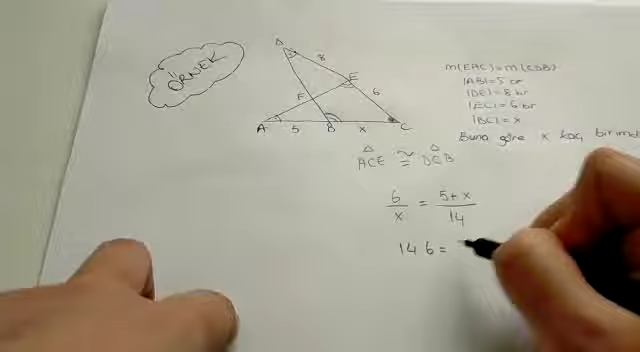 ÖRNEK
D
8
E
F
6
A 5 B x C
m(EAC)=m(CDB)
|AB|=5 br
|DE|=8 br
|EC|=6 br
|BC|=x
Buna göre x kaç birimd
ACE ≅ DCB
6/x = 5+x/14
14 6 =